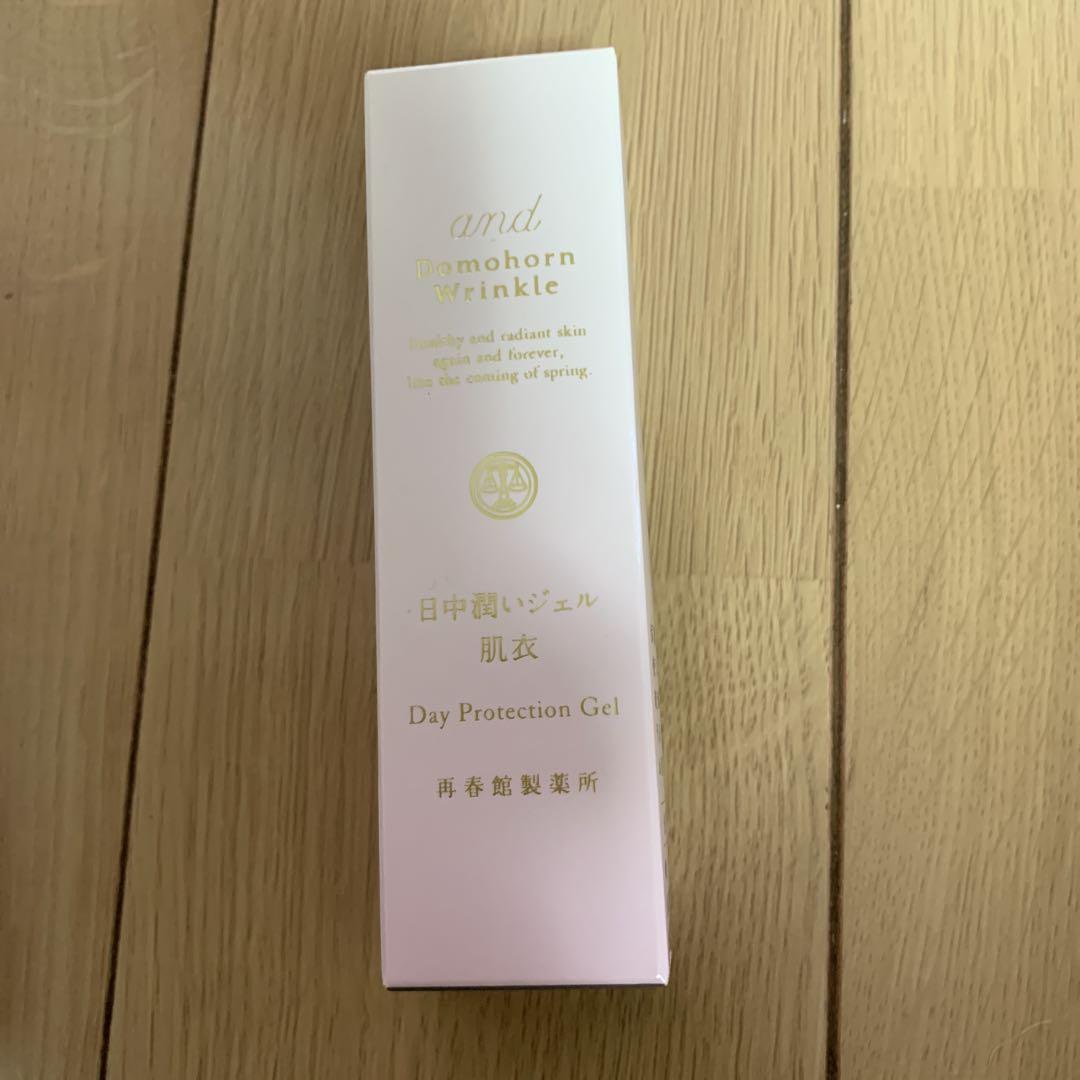 and
Domohorn
Wrinkle
healthy and radiant skin
again and forever,
like the coming of spring.
日中潤いジェル
肌衣
Day Protection Gel
再春館製薬所